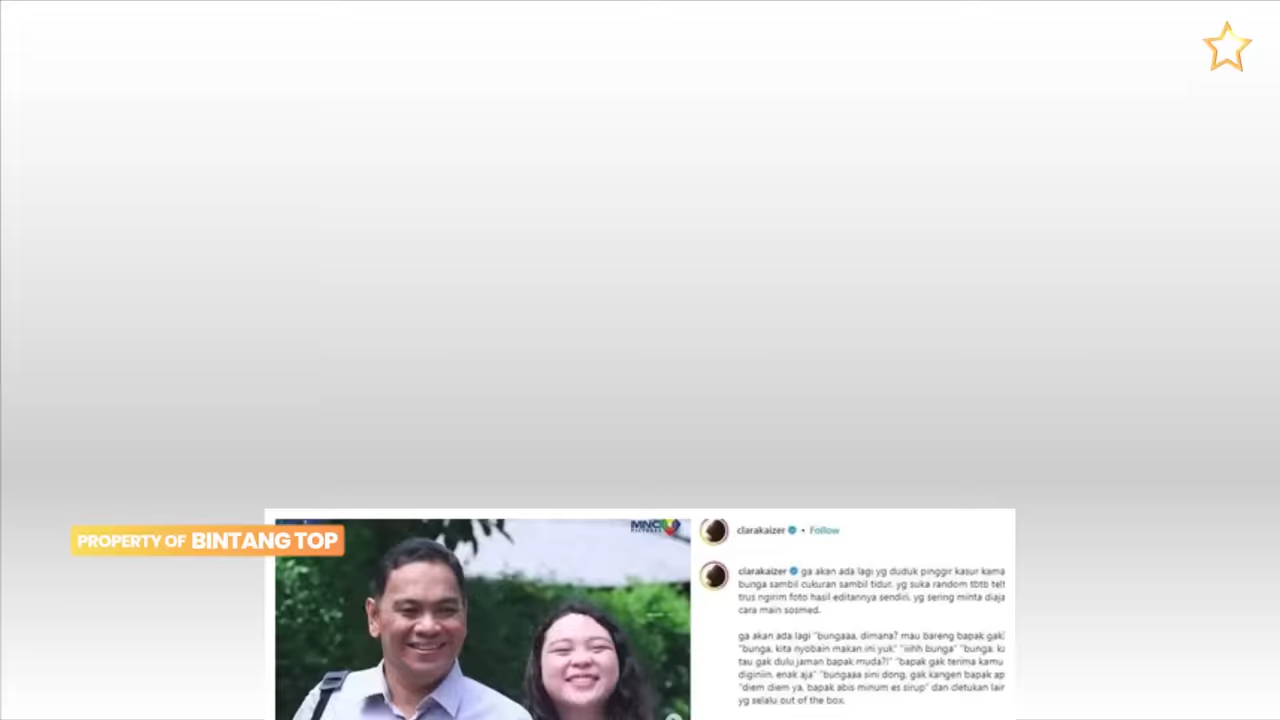 PROPERTY OF BINTANG TOP
MNC
PICTURES
clarakaizer • Follow
clarakaizer ga akan ada lagi yg duduk pinggir kasur kama
bunga sambil cukuran sambil tidur. yg suka random tbtb telf
trus ngirim foto hasil editannya sendiri. yg sering minta diaja
cara main sosmed.
ga akan ada lagi "bungaaa, dimana? mau bareng bapak gak
"bunga, kita nyobain makan ini yuk" "iiihh bunga" "bunga,
tau gak dulu jaman bapak muda?!" "bapak gak terima kamu
diginiin. enak aja" "bungaaa sini dong, gak kangen bapak ap
"diem diem ya, bapak abis minum es sirup" dan cletukan lair
yg selalu out of the box.